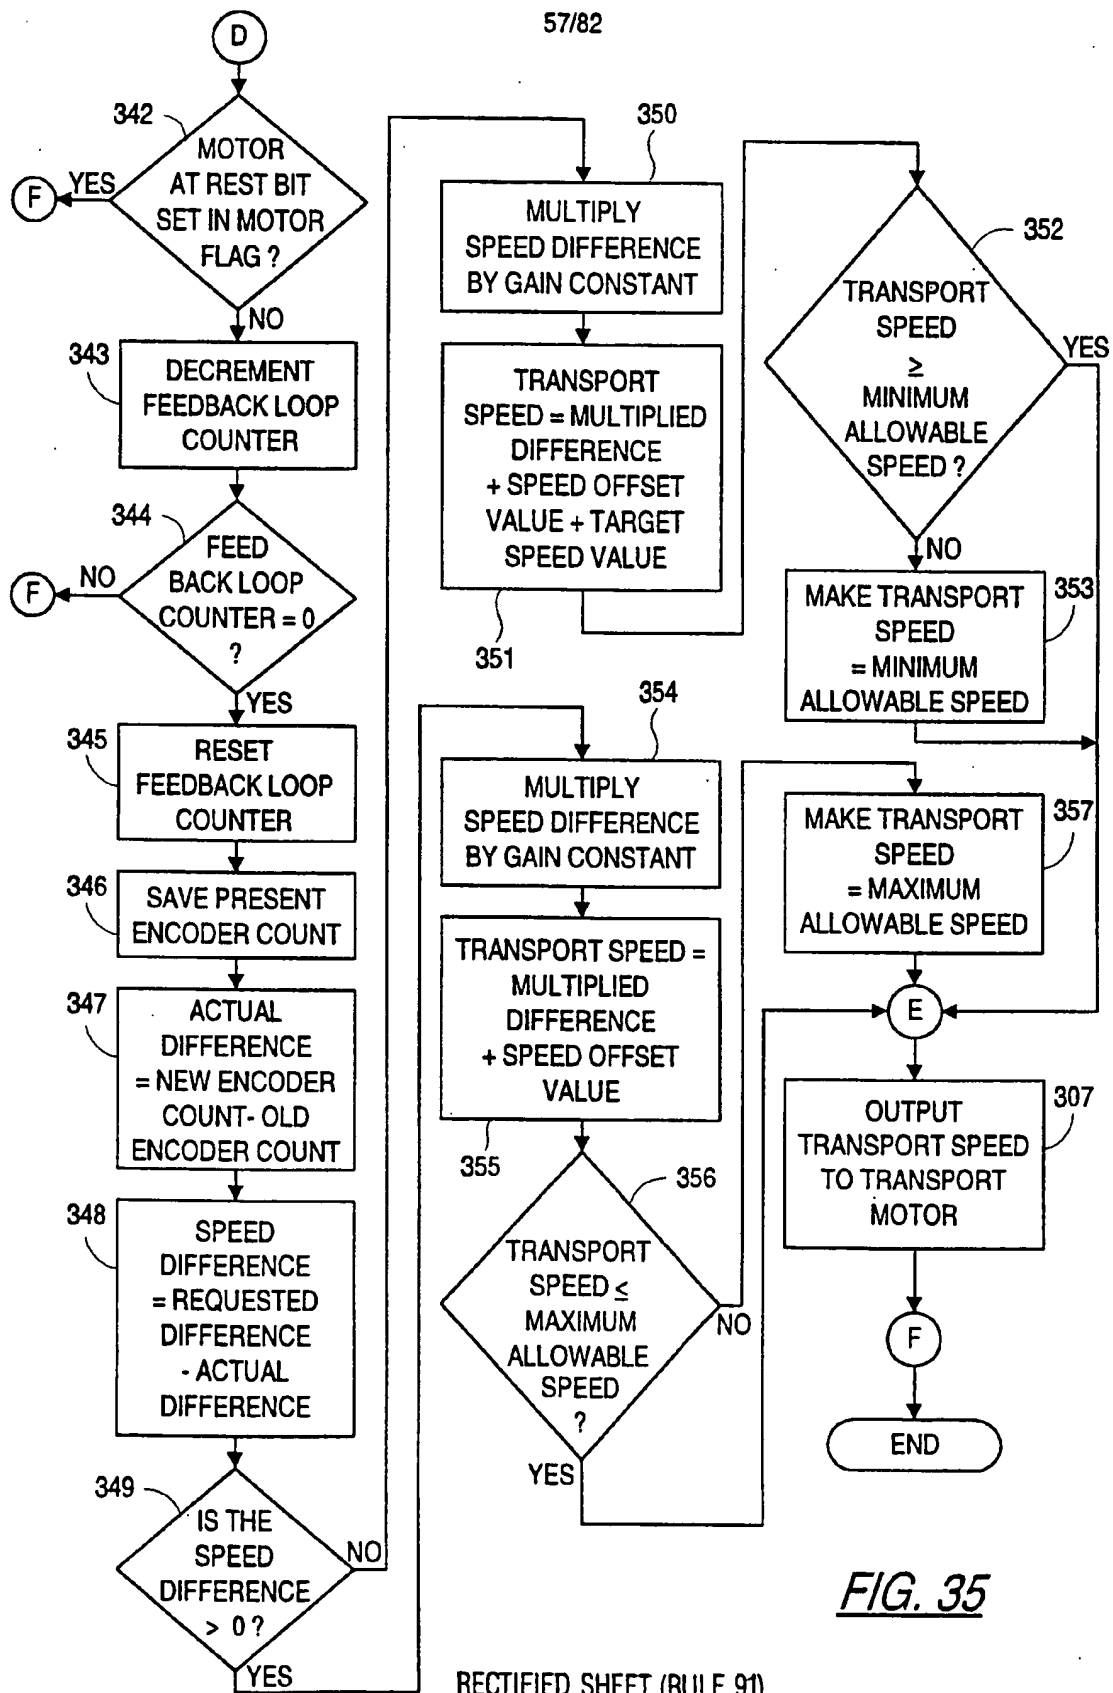 57/82
D
342
MOTOR
AT REST BIT
SET IN MOTOR
FLAG ?
YES
F
NO
343
DECREMENT
FEEDBACK LOOP
COUNTER
344
FEED
BACK LOOP
COUNTER = 0
?
NO
F
YES
345
RESET
FEEDBACK LOOP
COUNTER
346
SAVE PRESENT
ENCODER COUNT
347
ACTUAL
DIFFERENCE
= NEW ENCODER
COUNT- OLD
ENCODER COUNT
348
SPEED
DIFFERENCE
= REQUESTED
DIFFERENCE
- ACTUAL
DIFFERENCE
349
IS THE
SPEED
DIFFERENCE
> 0 ?
NO
YES
350
MULTIPLY
SPEED DIFFERENCE
BY GAIN CONSTANT
TRANSPORT
SPEED = MULTIPLIED
DIFFERENCE
+ SPEED OFFSET
VALUE + TARGET
SPEED VALUE
351
352
TRANSPORT
SPEED
≥
MINIMUM
ALLOWABLE
SPEED ?
YES
NO
353
MAKE TRANSPORT
SPEED
= MINIMUM
ALLOWABLE SPEED
354
MULTIPLY
SPEED DIFFERENCE
BY GAIN CONSTANT
TRANSPORT SPEED =
MULTIPLIED
DIFFERENCE
+ SPEED OFFSET
VALUE
355
356
TRANSPORT
SPEED ≤
MAXIMUM
ALLOWABLE
SPEED
?
NO
YES
357
MAKE TRANSPORT
SPEED
= MAXIMUM
ALLOWABLE SPEED
E
307
OUTPUT
TRANSPORT SPEED
TO TRANSPORT
MOTOR
F
END
FIG. 35
RECTIFIED SHEET (RULE 91)